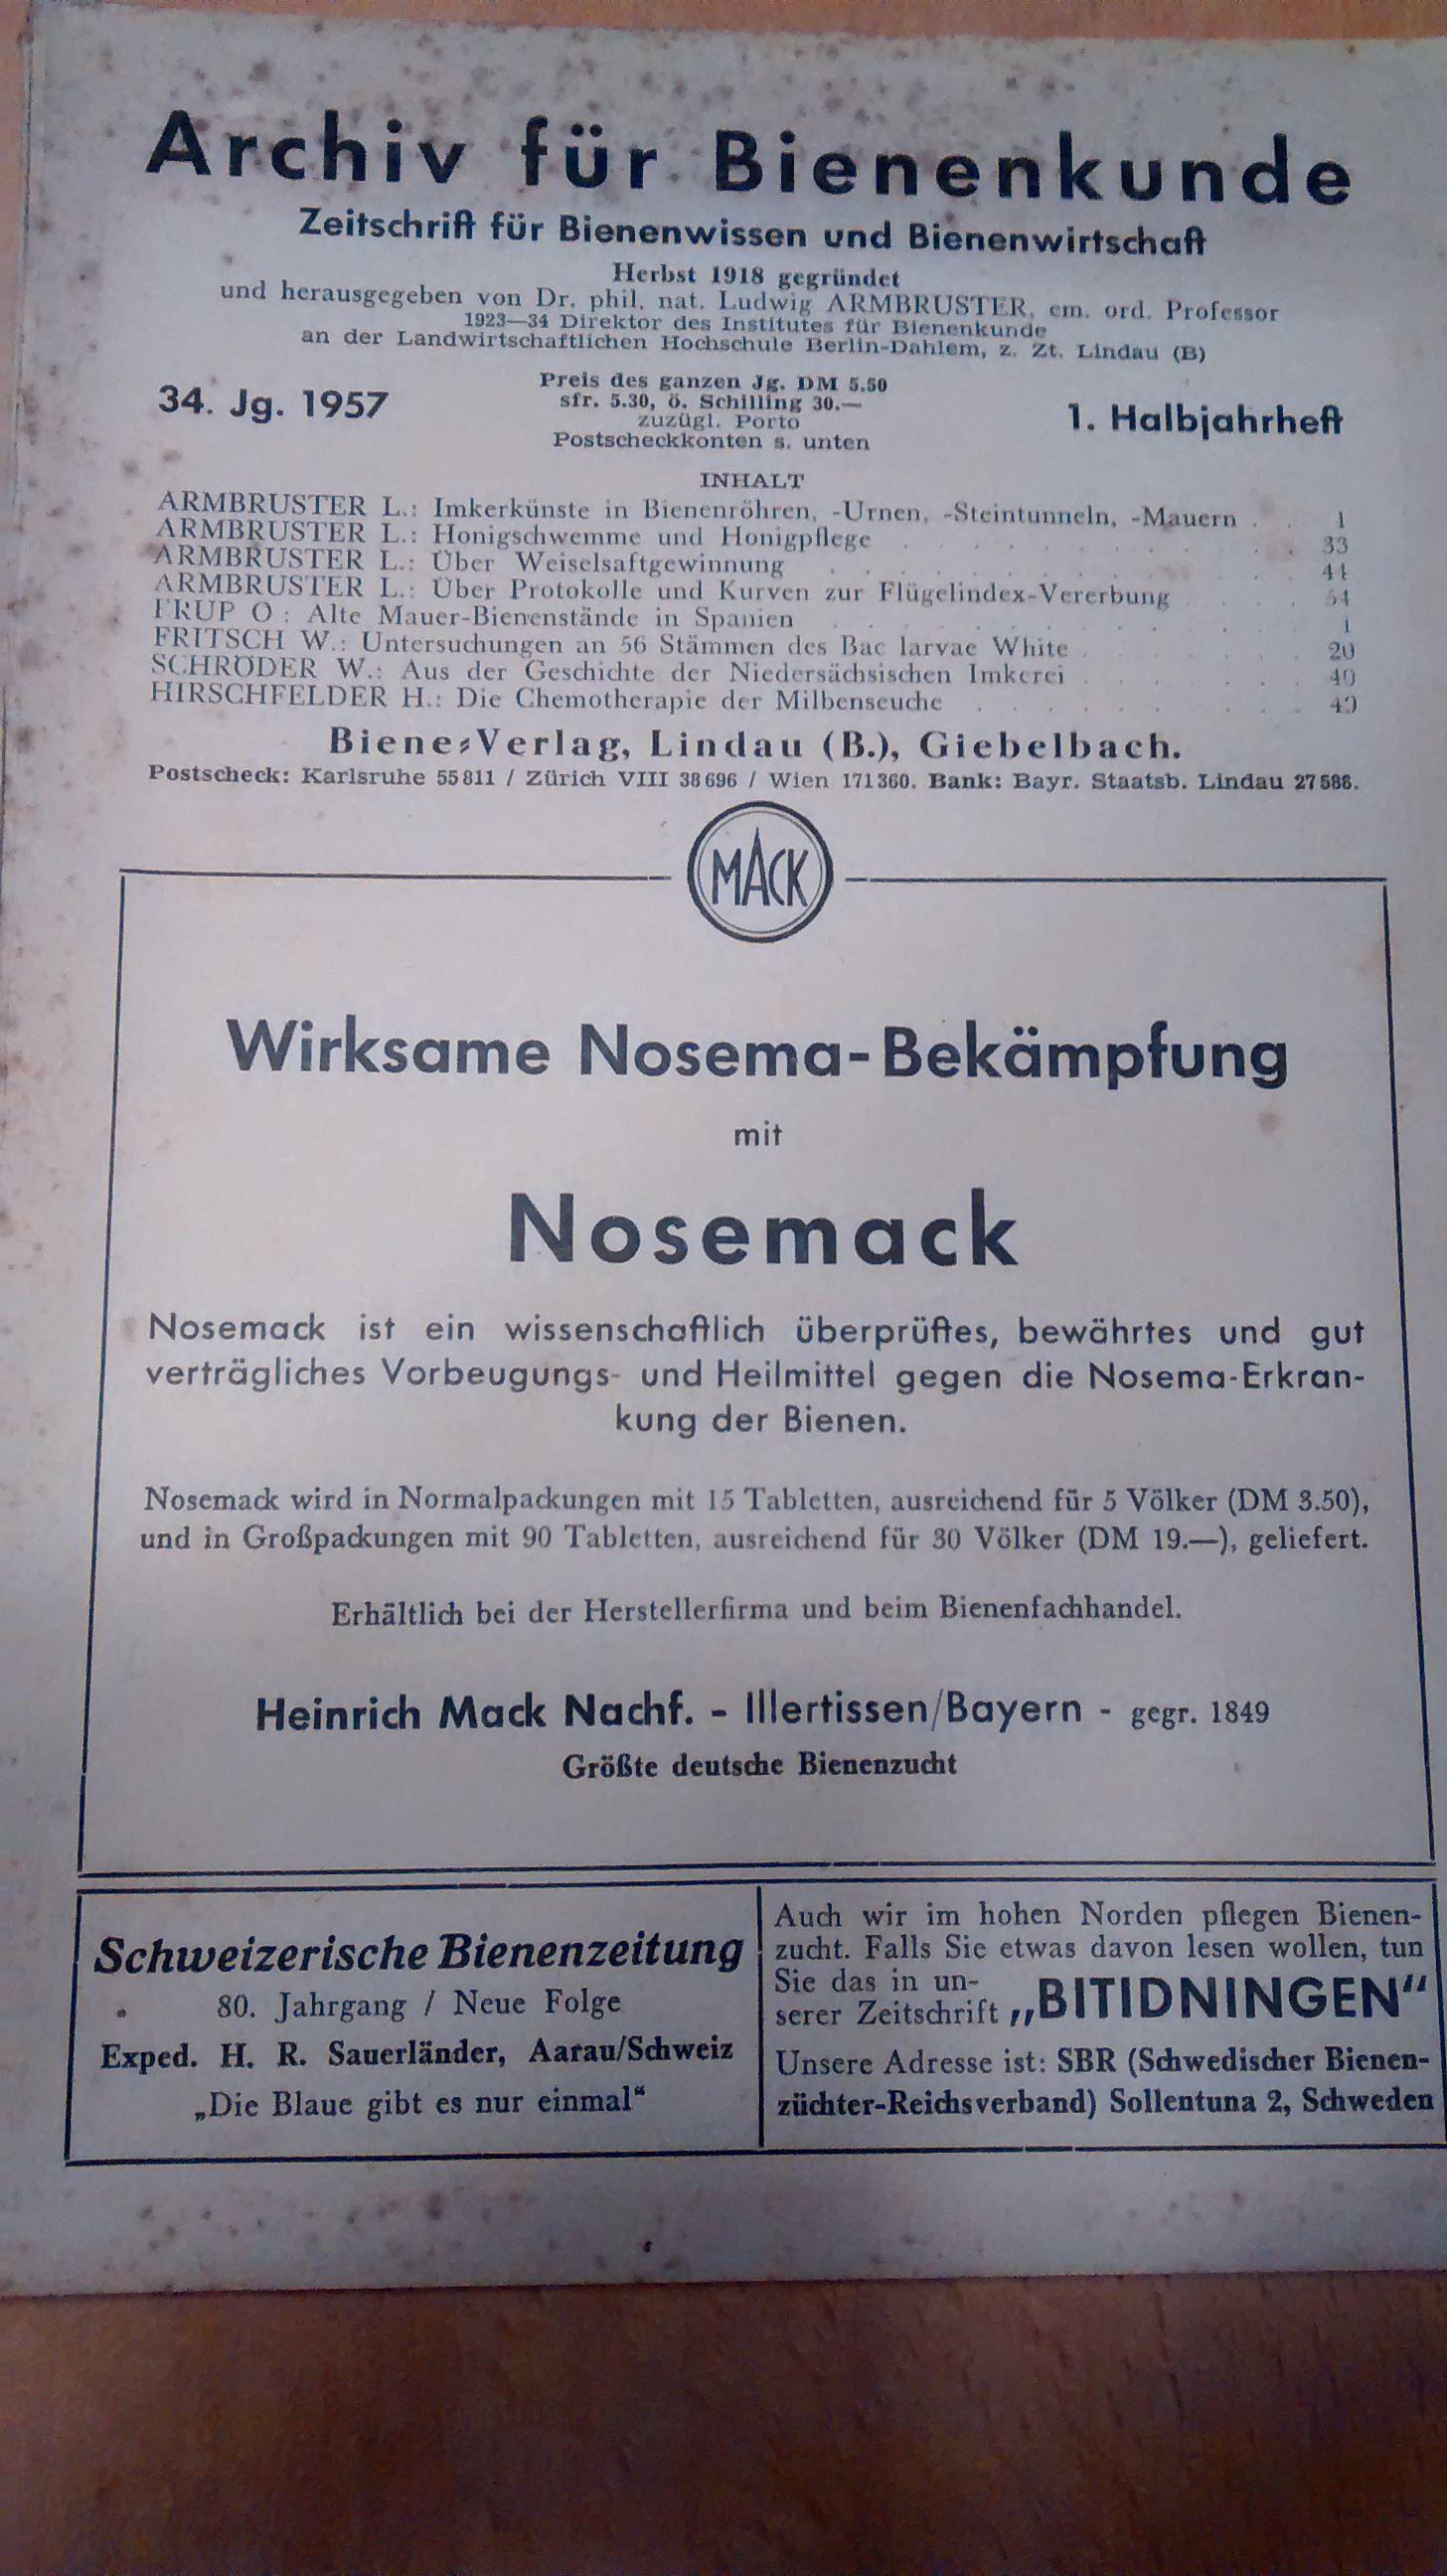 Archiv für Bienenkunde
Zeitschrift für Bienenwissen und Bienenwirtschaft
Herbst 1918 gegründet
und herausgegeben von Dr. phil. nat. Ludwig ARMBRUSTER, em. ord. Professor
1923—34 Direktor des Institutes für Bienenkunde
an der Landwirtschaftlichen Hochschule Berlin-Dahlem, z. Zt. Lindau (B)
34. Jg. 1957
Preis des ganzen Jg. DM 5.50
sfr. 5.30, ö. Schilling 30.—
zuzügl. Porto
Postscheckkonten s. unten
1. Halbjahrheft
INHALT
ARMBRUSTER L.: Imkerkünste in Bienenröhren, -Urnen, -Steintunneln, -Mauern . . 1
ARMBRUSTER L.: Honigschwemme und Honigpflege . . . . 33
ARMBRUSTER L.: Über Weiselsaftgewinnung . . . .
ARMBRUSTER L.: Über Protokolle und Kurven zur Flügelindex-Vererbung . . .
O : Alte Mauer-Bienenstände in Spanien . . . . 1
FRITSCH W.: Untersuchungen an 56 Stämmen des Bac larvae White . . . . 20
SCHRÖDER W.: Aus der Geschichte der Niedersächsischen Imkerei . . . .
HIRSCHFELDER H.: Die Chemotherapie der Milbenseuche . . . .
Biene-Verlag, Lindau (B.), Giebelbach.
Postscheck: Karlsruhe 55811 / Zürich VIII 38696 / Wien 171360. Bank: Bayr. Staatsb. Lindau 27586.
MACK
Wirksame Nosema-Bekämpfung
mit
Nosemack
Nosemack ist ein wissenschaftlich überprüftes, bewährtes und gut
verträgliches Vorbeugungs- und Heilmittel gegen die Nosema-Erkran-
kung der Bienen.
Nosemack wird in Normalpackungen mit 15 Tabletten, ausreichend für 5 Völker (DM 3.50),
und in Großpackungen mit 90 Tabletten, ausreichend für 30 Völker (DM 19.—), geliefert.
Erhältlich bei der Herstellerfirma und beim Bienenfachhandel.
Heinrich Mack Nachf. - Illertissen/Bayern - gegr. 1849
Größte deutsche Bienenzucht
Schweizerische Bienenzeitung
80. Jahrgang / Neue Folge
Exped. H. R. Sauerländer, Aarau/Schweiz
„Die Blaue gibt es nur einmal“
Auch wir im hohen Norden pflegen Bienen-
zucht. Falls Sie etwas davon lesen wollen, tun
Sie das in un-
serer Zeitschrift „BITIDNINGEN“
Unsere Adresse ist: SBR (Schwedischer Bienen-
züchter-Reichsverband) Sollentuna 2, Schweden